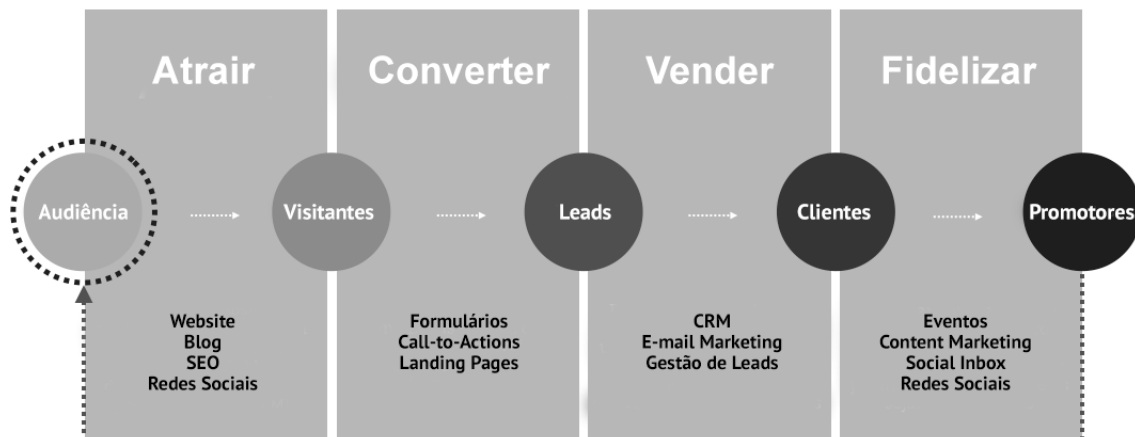 Atrair
Converter
Vender
Fidelizar
Audiência
Visitantes
Leads
Clientes
Promotores
Website
Blog
SEO
Redes Sociais
Formulários
Call-to-Actions
Landing Pages
CRM
E-mail Marketing
Gestão de Leads
Eventos
Content Marketing
Social Inbox
Redes Sociais